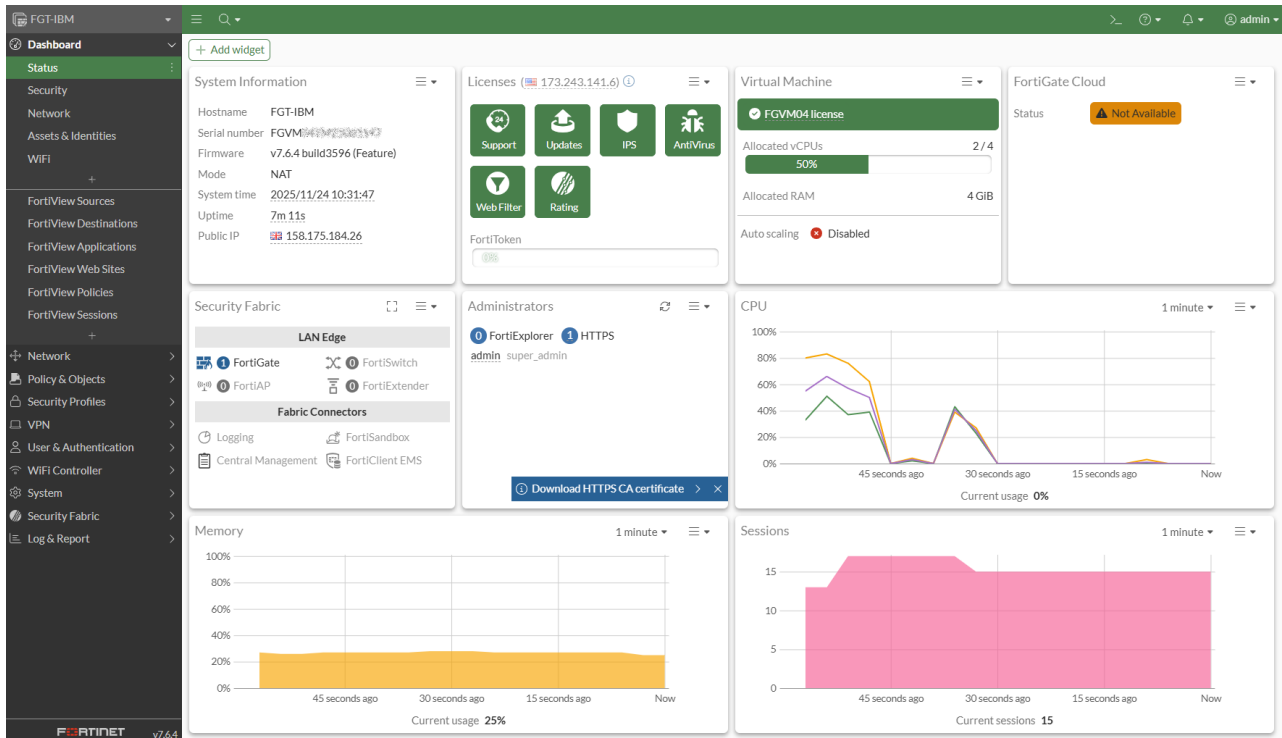 FGT-IBM
admin
Dashboard
Status
Security
Network
Assets & Identities
WiFi
FortiView Sources
FortiView Destinations
FortiView Applications
FortiView Web Sites
FortiView Policies
FortiView Sessions
Network
Policy & Objects
Security Profiles
VPN
User & Authentication
WiFi Controller
System
Security Fabric
Log & Report
FORTINET v7.6.4
+ Add widget
System Information
Hostname FGT-IBM
Serial number
Firmware v7.6.4 build3596 (Feature)
Mode NAT
System time 2025/11/24 10:31:47
Uptime 7m 11s
Public IP 158.175.184.26
Licenses (173.243.141.6)
24
Support Updates IPS AntiVirus
Web Filter Rating
FortiToken
0%
Virtual Machine
FGVM04 license
Allocated vCPUs 2 / 4
50%
Allocated RAM 4 GiB
Auto scaling Disabled
FortiGate Cloud
Status Not Available
Security Fabric
LAN Edge
1 FortiGate 0 FortiSwitch
0 FortiAP 0 FortiExtender
Fabric Connectors
Logging FortiSandbox
Central Management FortiClient EMS
Administrators
0 FortiExplorer 1 HTTPS
admin super_admin
Download HTTPS CA certificate
CPU 1 minute
100%
80%
60%
40%
20%
0%
45 seconds ago 30 seconds ago 15 seconds ago Now
Current usage 0%
Memory 1 minute
100%
80%
60%
40%
20%
0%
45 seconds ago 30 seconds ago 15 seconds ago Now
Current usage 25%
Sessions 1 minute
15
10
5
0
45 seconds ago 30 seconds ago 15 seconds ago Now
Current sessions 15